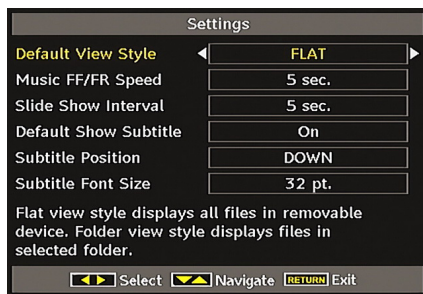 Settings
Default View Style FLAT
Music FF/FR Speed 5 sec.
Slide Show Interval 5 sec.
Default Show Subtitle On
Subtitle Position DOWN
Subtitle Font Size 32 pt.
Flat view style displays all files in removable
device. Folder view style displays files in
selected folder.
Select Navigate RETURN Exit